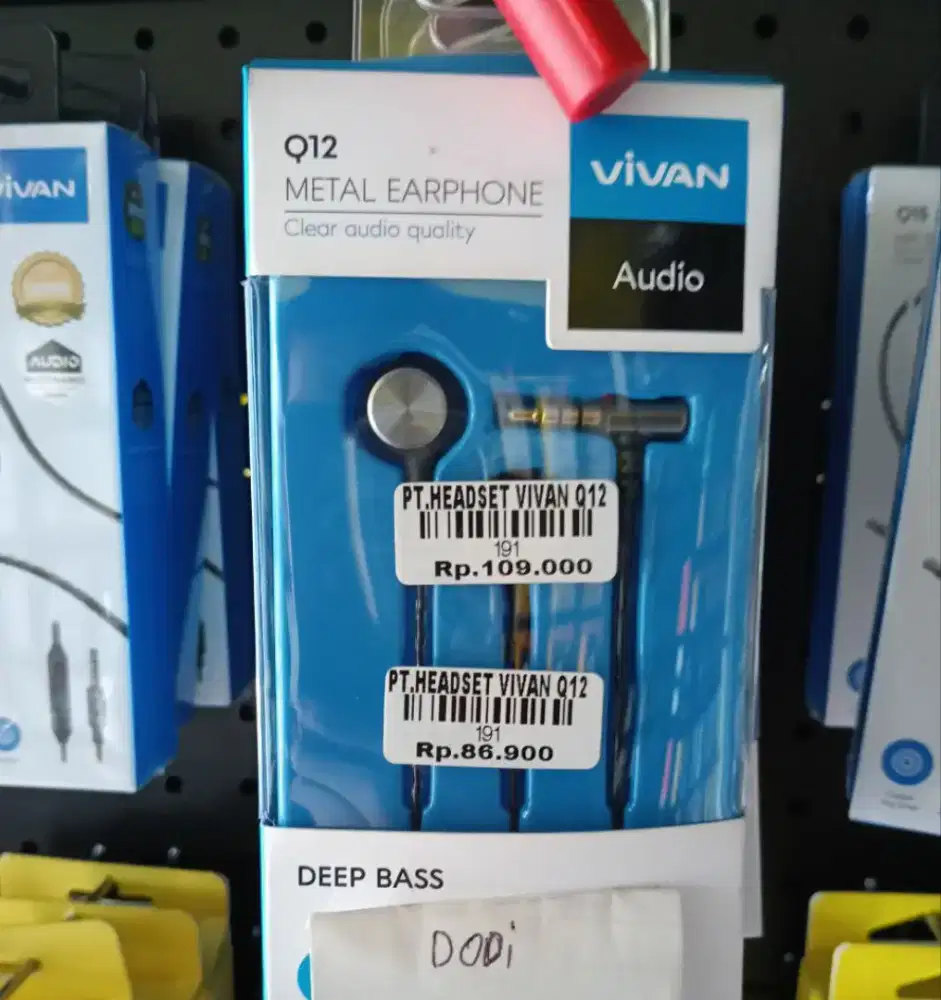 Q12
METAL EARPHONE
Clear audio quality
ViVAN
Audio
PT.HEADSET VIVAN Q12
191
Rp.109.000
PT.HEADSET VIVAN Q12
191
Rp.86.900
DEEP BASS
DODi
ViVAN
AUDIO
Q15